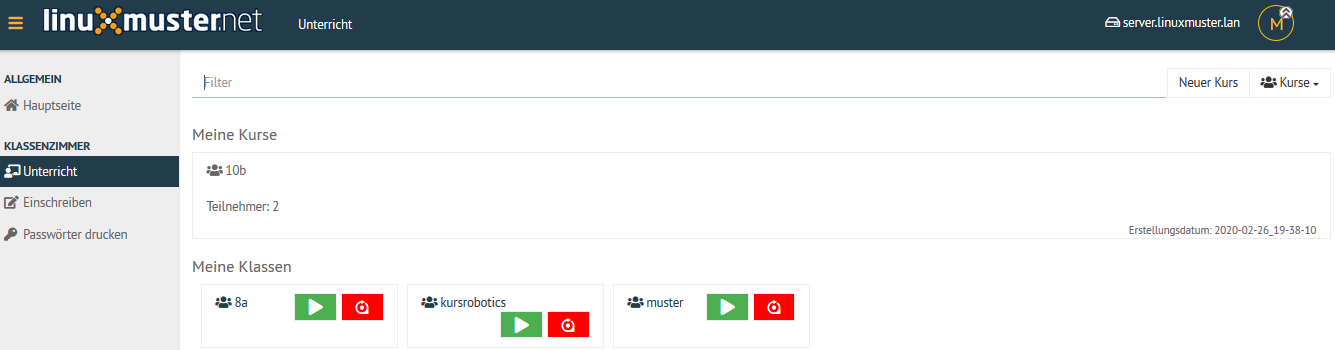 linuxmuster.net Unterricht server.linuxmuster.lan M
ALLGEMEIN
Hauptseite
KLASSENZIMMER
Unterricht
Einschreiben
Passwörter drucken
Filter Neuer Kurs Kurse
Meine Kurse
10b
Teilnehmer: 2
Erstellungsdatum: 2020-02-26_19-38-10
Meine Klassen
8a kursrobotics muster